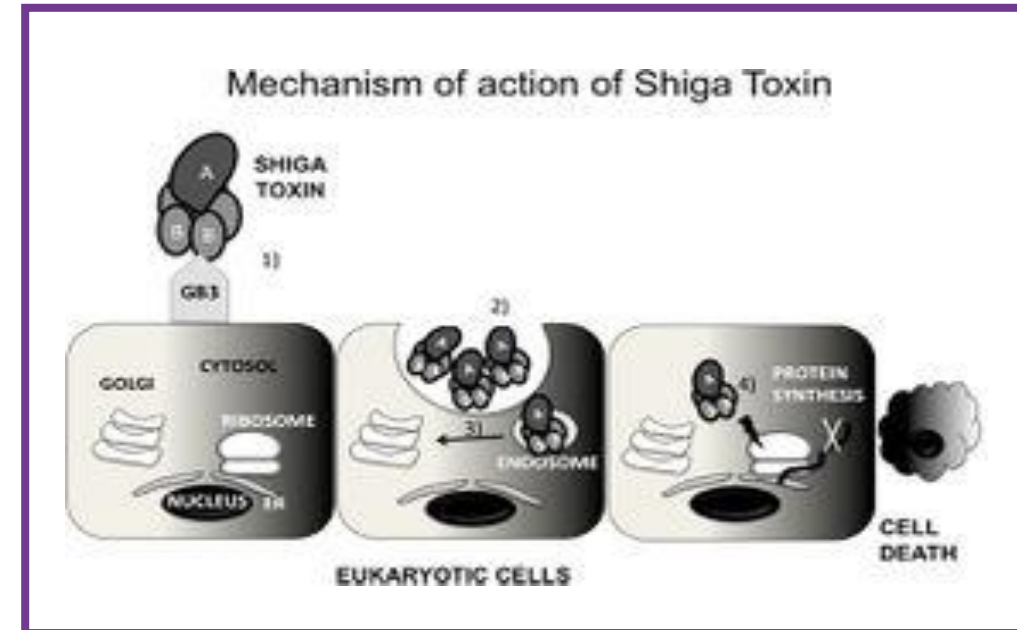 Mechanism of action of Shiga Toxin
A
SHIGA
TOXIN
B
B
1)
GB3
GOLGI
CYTOSOL
RIBOSOME
NUCLEUS
ER
2)
3)
ENDOSOME
4)
PROTEIN
SYNTHESIS
CELL
DEATH
EUKARYOTIC CELLS